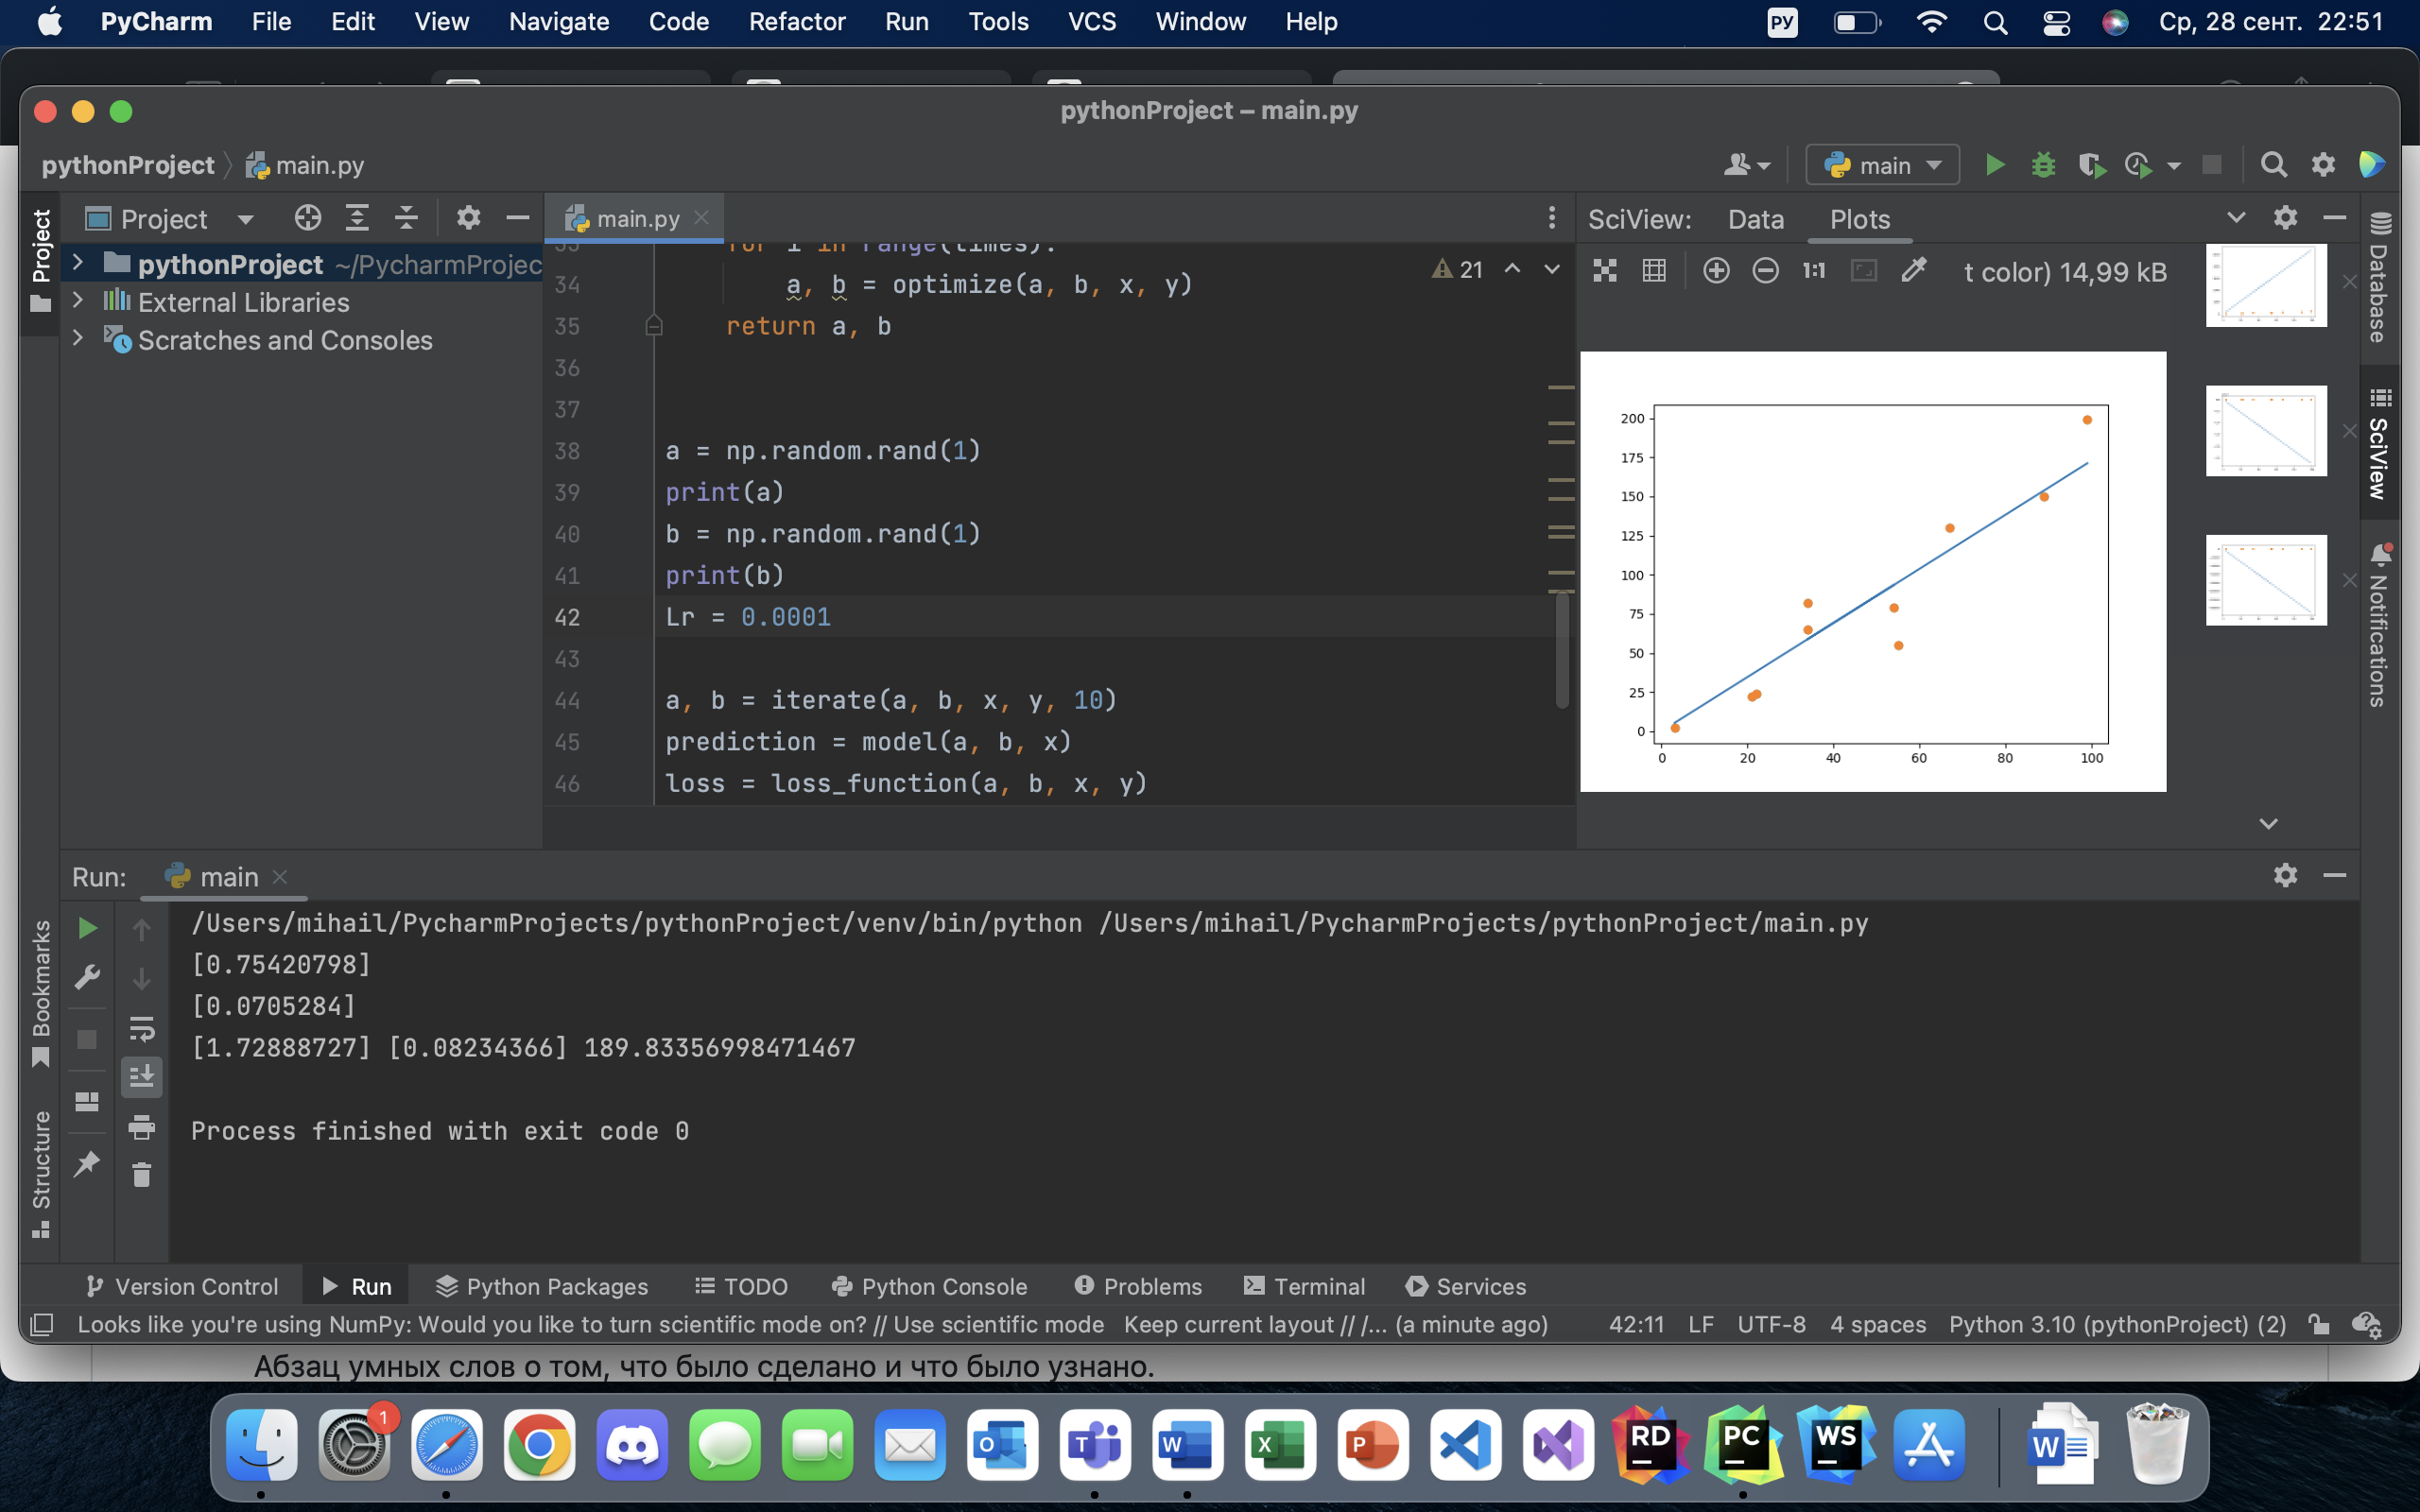 PyCharm File Edit View Navigate Code Refactor Run Tools VCS Window Help РУ Ср, 28 сент. 22:51
pythonProject – main.py
pythonProject main.py
main
Project
Project
main.py
SciView: Data Plots
Database
SciView
Notifications
pythonProject ~/PycharmProjec
External Libraries
Scratches and Consoles
21
33 for i in range(times):
34 a, b = optimize(a, b, x, y)
35 return a, b
36
37
38 a = np.random.rand(1)
39 print(a)
40 b = np.random.rand(1)
41 print(b)
42 Lr = 0.0001
43
44 a, b = iterate(a, b, x, y, 10)
45 prediction = model(a, b, x)
46 loss = loss_function(a, b, x, y)
1:1 t color) 14,99 kB
200
175
150
125
100
75
50
25
0
0 20 40 60 80 100
Run: main
Bookmarks
Structure
/Users/mihail/PycharmProjects/pythonProject/venv/bin/python /Users/mihail/PycharmProjects/pythonProject/main.py
[0.75420798]
[0.0705284]
[1.72888727] [0.08234366] 189.83356998471467
Process finished with exit code 0
Version Control Run Python Packages TODO Python Console Problems Terminal Services
Looks like you're using NumPy: Would you like to turn scientific mode on? // Use scientific mode Keep current layout // /... (a minute ago) 42:11 LF UTF-8 4 spaces Python 3.10 (pythonProject) (2)
Абзац умных слов о том, что было сделано и что было узнано.
1
O T W X P RD PC WS W